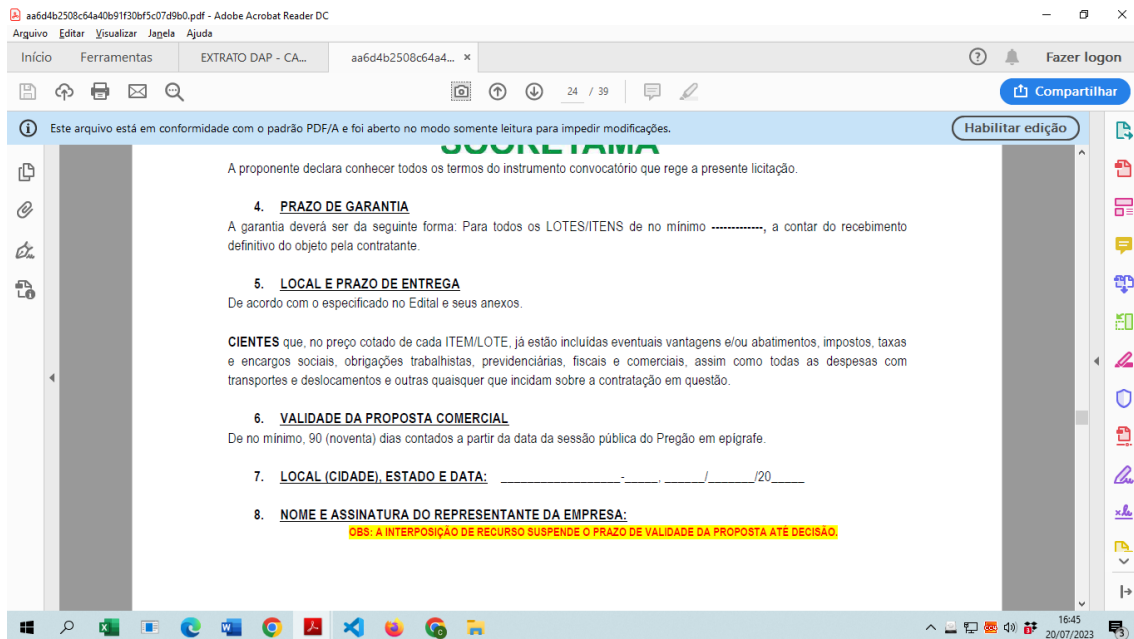 aa6d4b2508c64a40b91f30bf5c07d9b0.pdf - Adobe Acrobat Reader DC
Arquivo Editar Visualizar Janela Ajuda
Início Ferramentas EXTRATO DAP - CA... aa6d4b2508c64a4... × Fazer logon
24 / 39 Compartilhar
Este arquivo está em conformidade com o padrão PDF/A e foi aberto no modo somente leitura para impedir modificações. Habilitar edição
SOORETAMA
A proponente declara conhecer todos os termos do instrumento convocatório que rege a presente licitação.
4. PRAZO DE GARANTIA
A garantia deverá ser da seguinte forma: Para todos os LOTES/ITENS de no mínimo -------------, a contar do recebimento
definitivo do objeto pela contratante.
5. LOCAL E PRAZO DE ENTREGA
De acordo com o especificado no Edital e seus anexos.
CIENTES que, no preço cotado de cada ITEM/LOTE, já estão incluídas eventuais vantagens e/ou abatimentos, impostos, taxas
e encargos sociais, obrigações trabalhistas, previdenciárias, fiscais e comerciais, assim como todas as despesas com
transportes e deslocamentos e outras quaisquer que incidam sobre a contratação em questão.
6. VALIDADE DA PROPOSTA COMERCIAL
De no mínimo, 90 (noventa) dias contados a partir da data da sessão pública do Pregão em epígrafe.
7. LOCAL (CIDADE), ESTADO E DATA: ___________________-_____, ______/_______/20_____
8. NOME E ASSINATURA DO REPRESENTANTE DA EMPRESA:
OBS: A INTERPOSIÇÃO DE RECURSO SUSPENDE O PRAZO DE VALIDADE DA PROPOSTA ATÉ DECISÃO.
16:45
20/07/2023